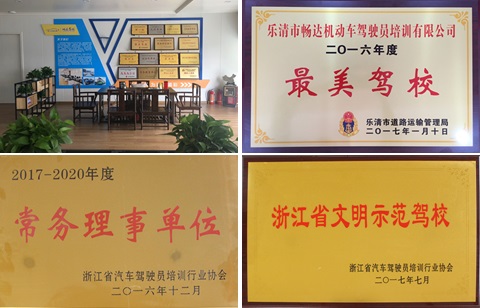 乐清市畅达机动车驾驶员培训有限公司
二〇一六年度
最美驾校
乐清市道路运输管理局
二〇一七年一月十日
2017-2020年度
常务理事单位
浙江省汽车驾驶员培训行业协会
二〇一六年十二月
浙江省文明示范驾校
浙江省汽车驾驶员培训行业协会
二〇一七年七月